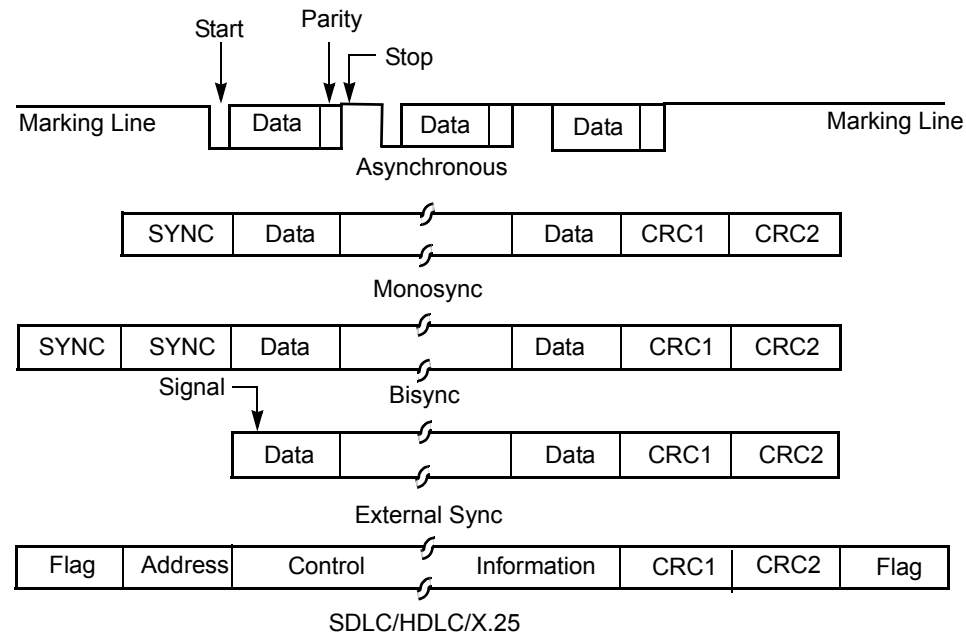 Start
Parity
Stop
Marking Line
Data
Data
Data
Marking Line
Asynchronous
SYNC Data Data CRC1 CRC2
Monosync
SYNC SYNC Data Data CRC1 CRC2
Signal
Bisync
Data Data CRC1 CRC2
External Sync
Flag Address Control Information CRC1 CRC2 Flag
SDLC/HDLC/X.25